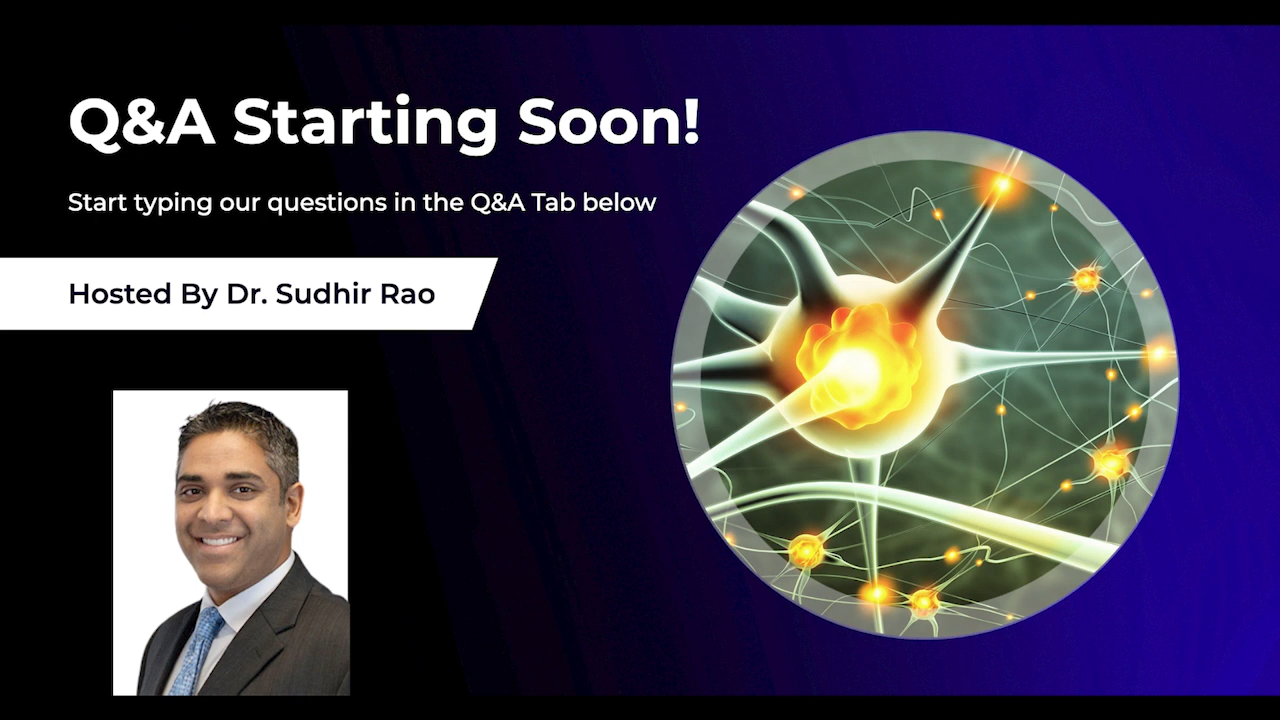 Q&A Starting Soon!
Start typing our questions in the Q&A Tab below
Hosted By Dr. Sudhir Rao